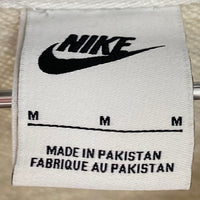 NIKE
M M M
MADE IN PAKISTAN
FABRIQUE AU PAKISTAN